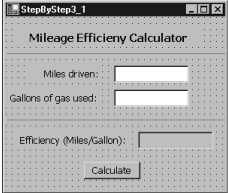 StepByStep3_1
Mileage Efficieny Calculator
Miles driven:
Gallons of gas used:
Efficiency (Miles/Gallon):
Calculate